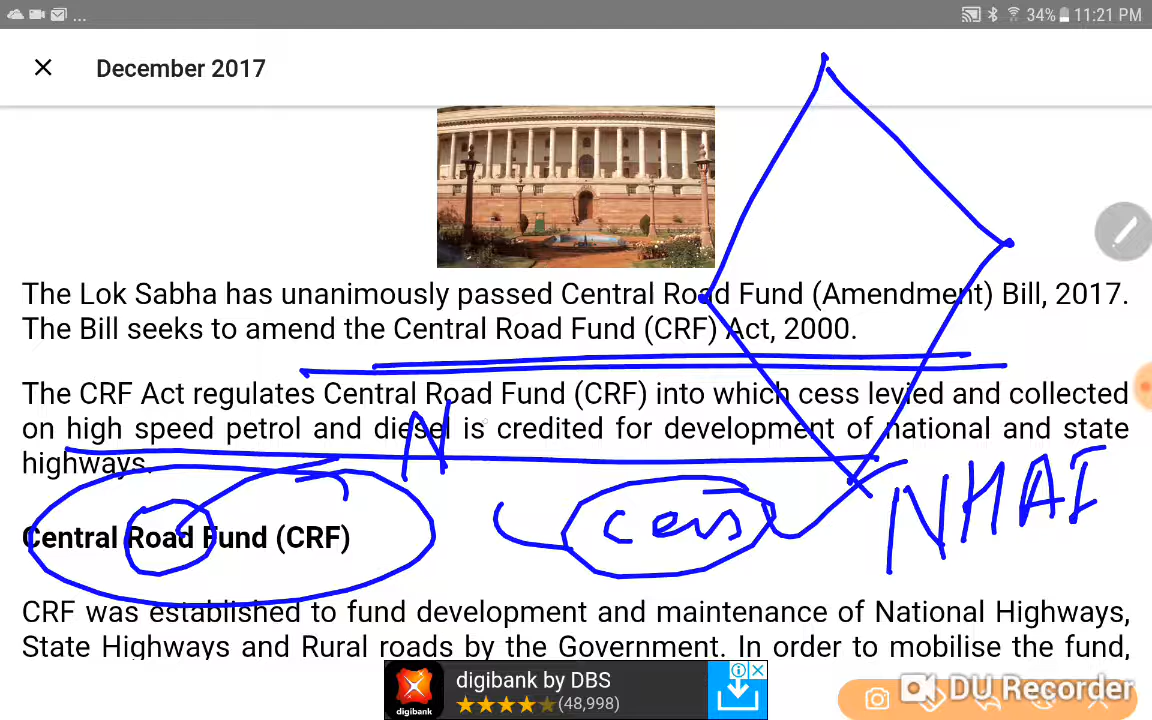 ...
34% 11:21 PM
December 2017
The Lok Sabha has unanimously passed Central Road Fund (Amendment) Bill, 2017.
The Bill seeks to amend the Central Road Fund (CRF) Act, 2000.
The CRF Act regulates Central Road Fund (CRF) into which cess levied and collected
on high speed petrol and diesel is credited for development of national and state
highways.
N
cess
NHAI
Central Road Fund (CRF)
CRF was established to fund development and maintenance of National Highways,
State Highways and Rural roads by the Government. In order to mobilise the fund,
digibank by DBS
(48,998)
digibank
DU Recorder